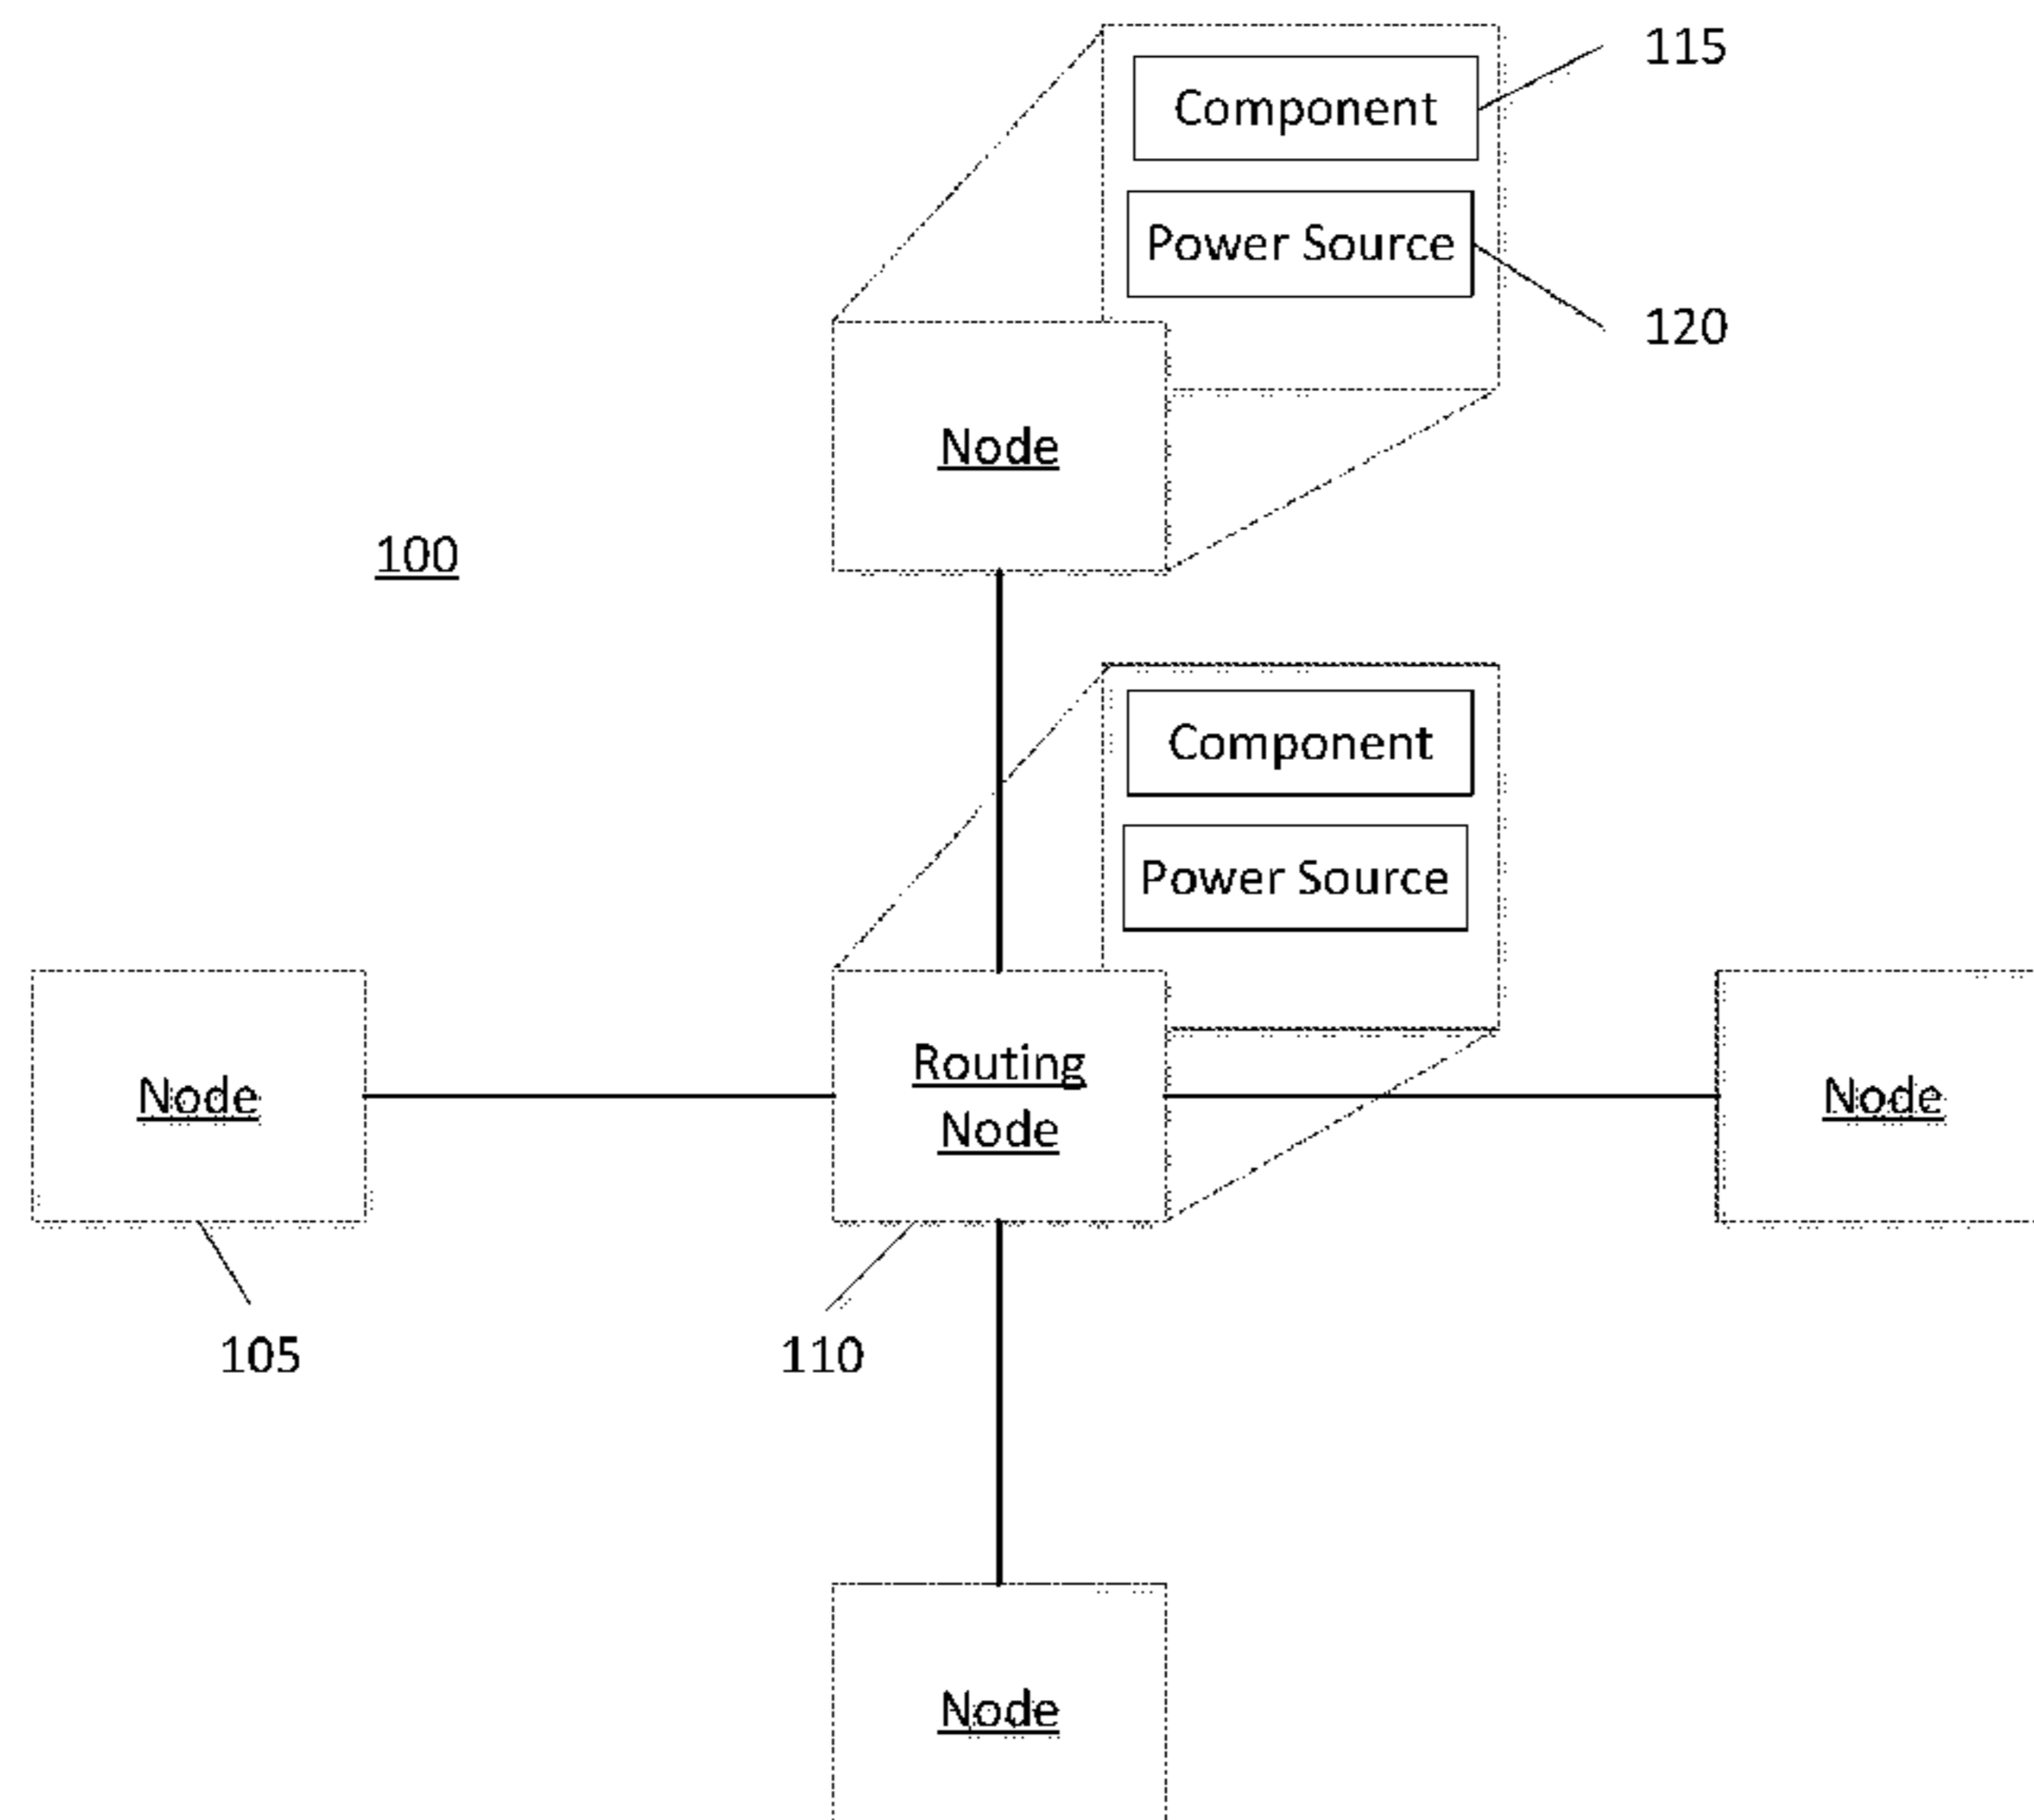 115
Component
Power Source
120
Node
100
Component
Power Source
Node
Routing
Node
Node
105
110
Node